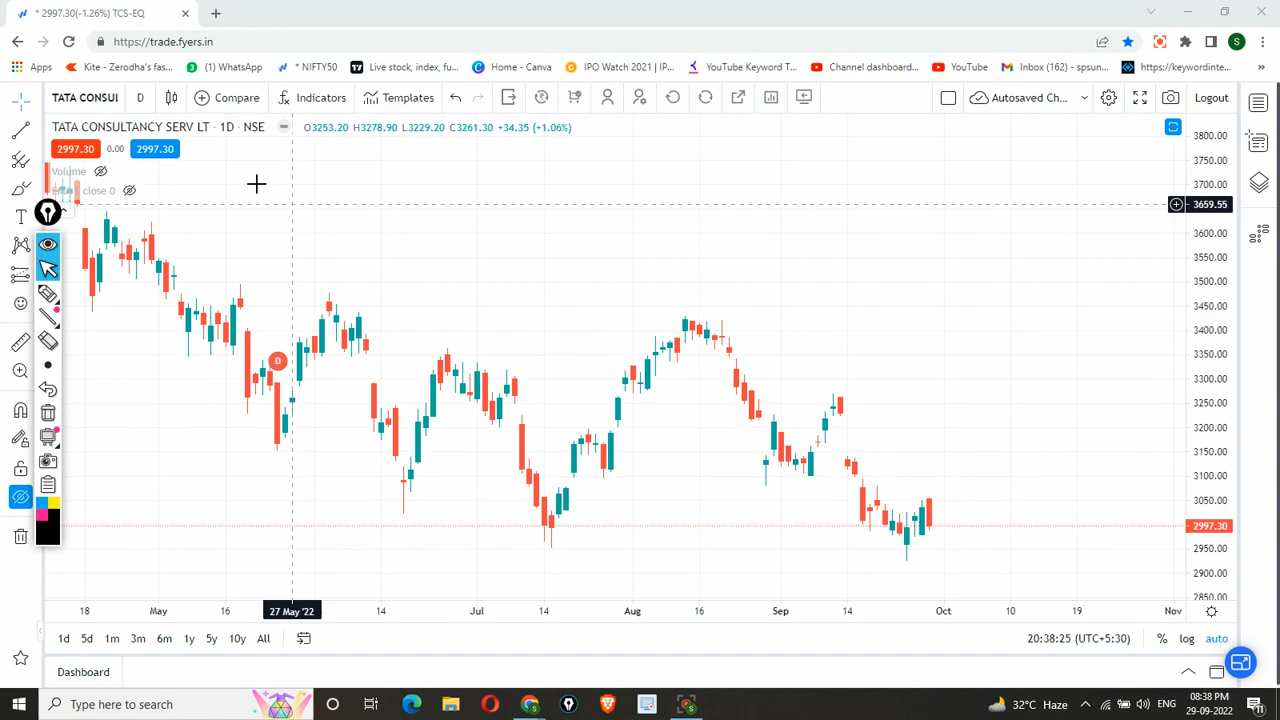 * 2997.30(-1.26%) TCS-EQ
https://trade.fyers.in
S
Apps
Kite - Zerodha's fas...
3
(1) WhatsApp
* NIFTY50
Live stock, index, fu...
Home - Canva
IPO Watch 2021 | IP...
YouTube Keyword T...
Channel dashboard...
YouTube
Inbox (162) - spsun...
https://keywordinte...
TATA CONSUI
D
Compare
Indicators
Templates
Autosaved Ch...
Logout
TATA CONSULTANCY SERV LT · 1D · NSE
O3253.20 H3278.90 L3229.20 C3261.30 +34.35 (+1.06%)
2997.30
0.00
2997.30
Volume
close 0
D
3800.00
3750.00
3700.00
3659.55
3600.00
3550.00
3500.00
3450.00
3400.00
3350.00
3300.00
3250.00
3200.00
3150.00
3100.00
3050.00
2997.30
2950.00
2900.00
2850.00
18
May
16
27 May '22
14
Jul
14
Aug
16
Sep
14
Oct
10
19
Nov
1d
5d
1m
3m
6m
1y
5y
10y
All
20:38:25 (UTC+5:30)
%
log
auto
Dashboard
Type here to search
32°C Haze
ENG
08:38 PM
29-09-2022